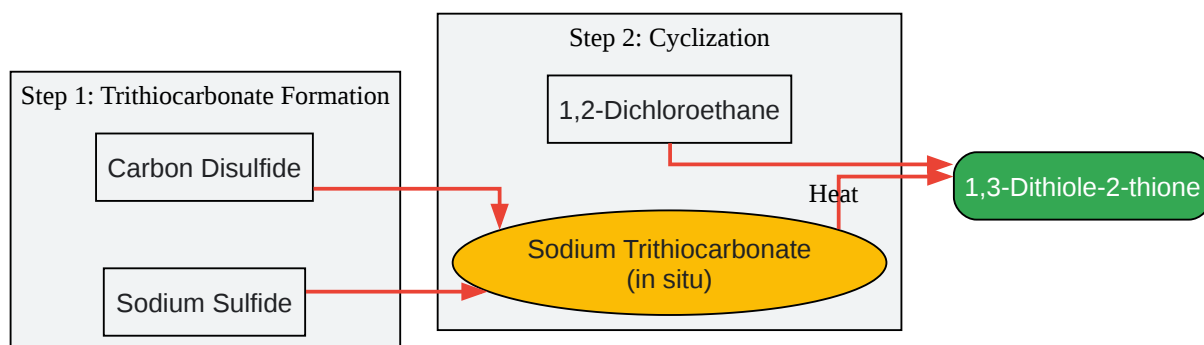 Step 1: Trithiocarbonate Formation
Carbon Disulfide
Sodium Sulfide
Step 2: Cyclization
1,2-Dichloroethane
Sodium Trithiocarbonate
(in situ)
Heat
1,3-Dithiole-2-thione